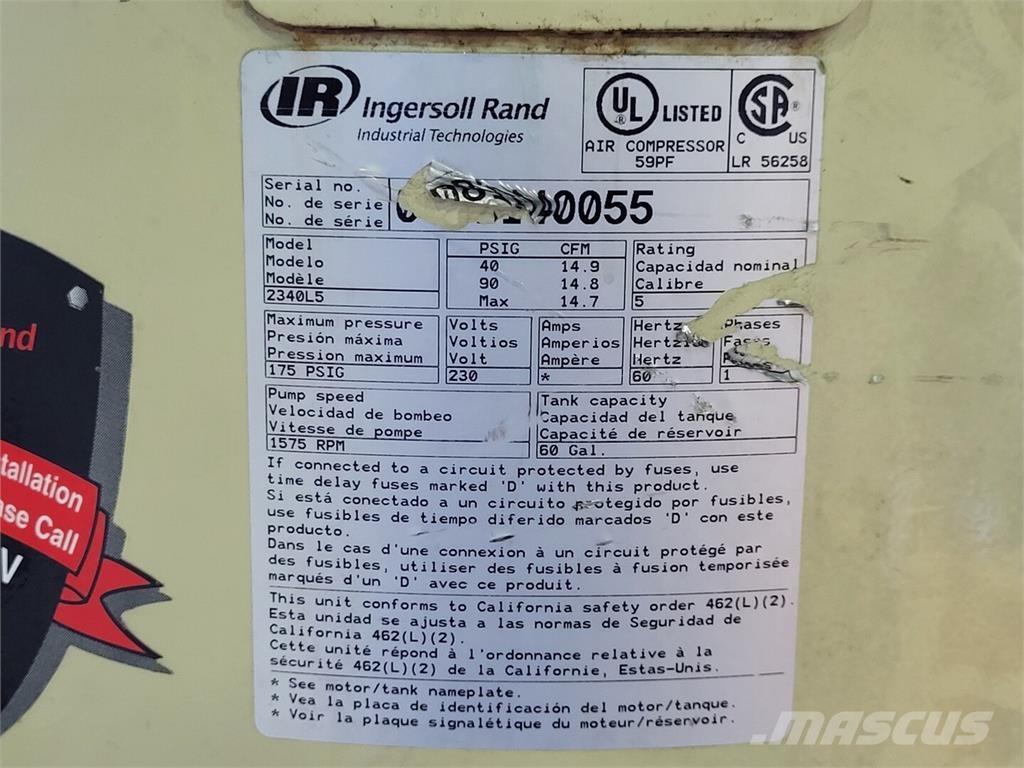 IR Ingersoll Rand
Industrial Technologies
UL LISTED
AIR COMPRESSOR
59PF
SA
C US
LR 56258
Serial no.
No. de serie
No. de série
0055
Model
Modelo
Modèle
2340L5
PSIG CFM
40 14.9
90 14.8
Max 14.7
Rating
Capacidad nominal
Calibre
5
Maximum pressure
Presión máxima
Pression maximum
175 PSIG
Volts
Voltios
Volt
230
Amps
Amperios
Ampère
*
Hertz
Hertz
60
Phases
Fases
1
Pump speed
Velocidad de bombeo
Vitesse de pompe
1575 RPM
Tank capacity
Capacidad del tanque
Capacité de réservoir
60 Gal.
If connected to a circuit protected by fuses, use
time delay fuses marked 'D' with this product.
Si está conectado a un circuito protegido por fusibles,
use fusibles de tiempo diferido marcados 'D' con este
producto.
Dans le cas d'une connexion à un circuit protégé par
des fusibles, utiliser des fusibles à fusion temporisée
marqués d'un 'D' avec ce produit.
This unit conforms to California safety order 462(L)(2).
Esta unidad se ajusta a las normas de Seguridad de
California 462(L)(2).
Cette unité répond à l'ordonnance relative à la
sécurité 462(L)(2) de la Californie, Estas-Unis.
* See motor/tank nameplate.
* Vea la placa de identificación del motor/tanque.
* Voir la plaque signalétique du moteur/réservoir.
nd
tallation
ase Call
V
MASCUS